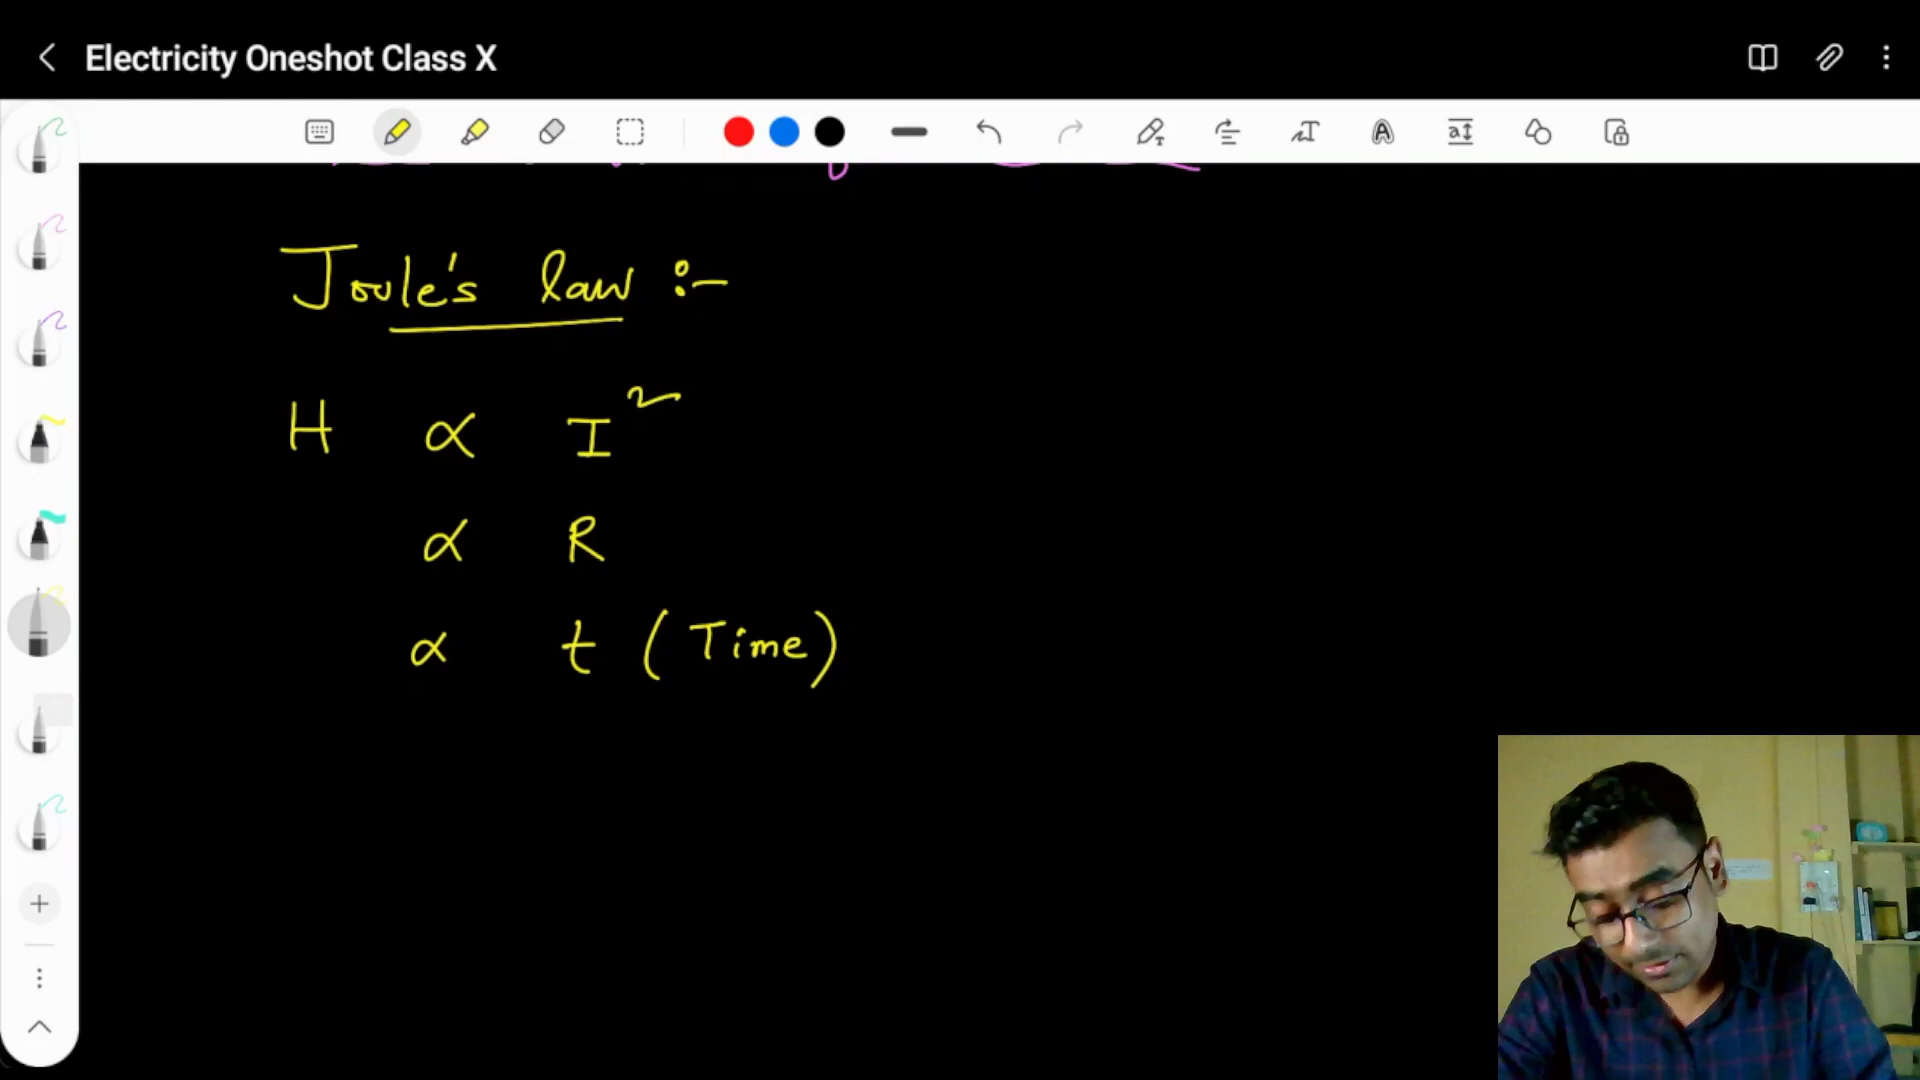 Electricity Oneshot Class X
Joule's law :-
H α I²
α R
α t (Time)